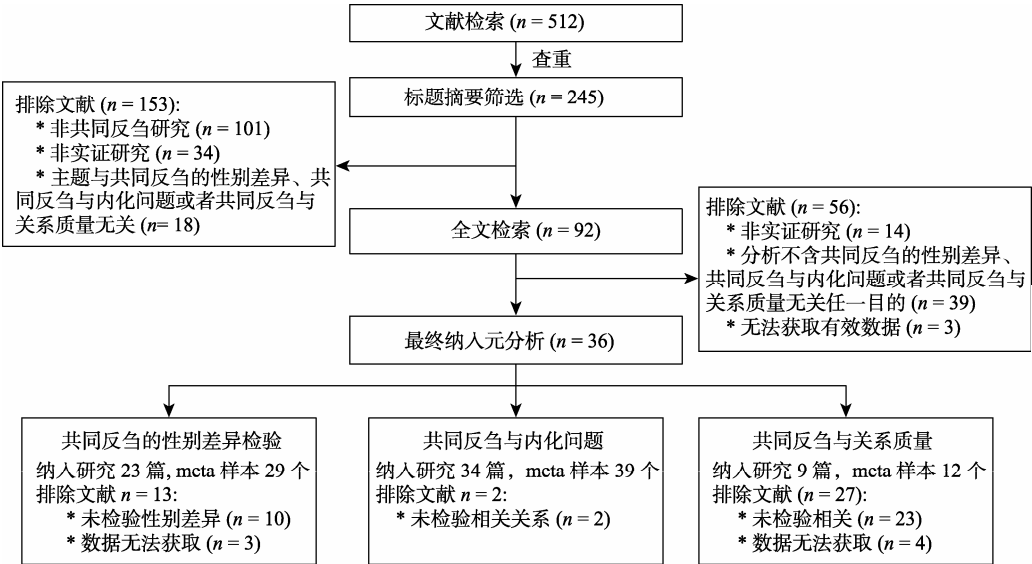 文献检索 (n = 512)
查重
标题摘要筛选 (n = 245)
排除文献 (n = 153):
* 非共同反刍研究 (n = 101)
* 非实证研究 (n = 34)
* 主题与共同反刍的性别差异、共
同反刍与内化问题或者共同反刍与
关系质量无关 (n= 18)
全文检索 (n = 92)
排除文献 (n = 56):
* 非实证研究 (n = 14)
* 分析不含共同反刍的性别差异、
共同反刍与内化问题或者共同反刍与
关系质量无关任一目的 (n = 39)
* 无法获取有效数据 (n = 3)
最终纳入元分析 (n = 36)
共同反刍的性别差异检验
纳入研究 23 篇, mcta 样本 29 个
排除文献 n = 13:
* 未检验性别差异 (n = 10)
* 数据无法获取 (n = 3)
共同反刍与内化问题
纳入研究 34 篇，mcta 样本 39 个
排除文献 n = 2:
* 未检验相关关系 (n = 2)
共同反刍与关系质量
纳入研究 9 篇，mcta 样本 12 个
排除文献 (n = 27):
* 未检验相关 (n = 23)
* 数据无法获取 (n = 4)